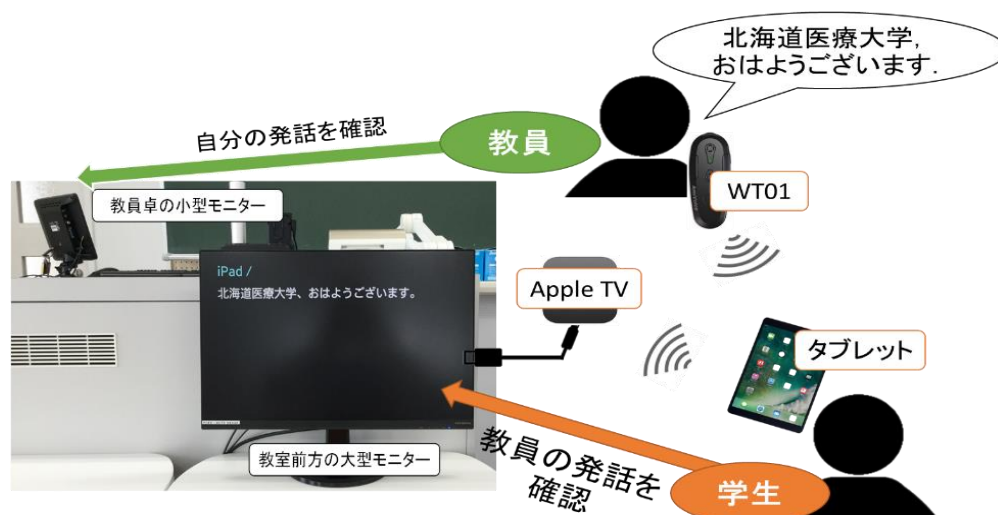 北海道医療大学,
おはようございます.
自分の発話を確認
教員
WT01
教員卓の小型モニター
iPad /
北海道医療大学、おはようございます。
Apple TV
タブレット
教室前方の大型モニター
教員の発話を
確認
学生